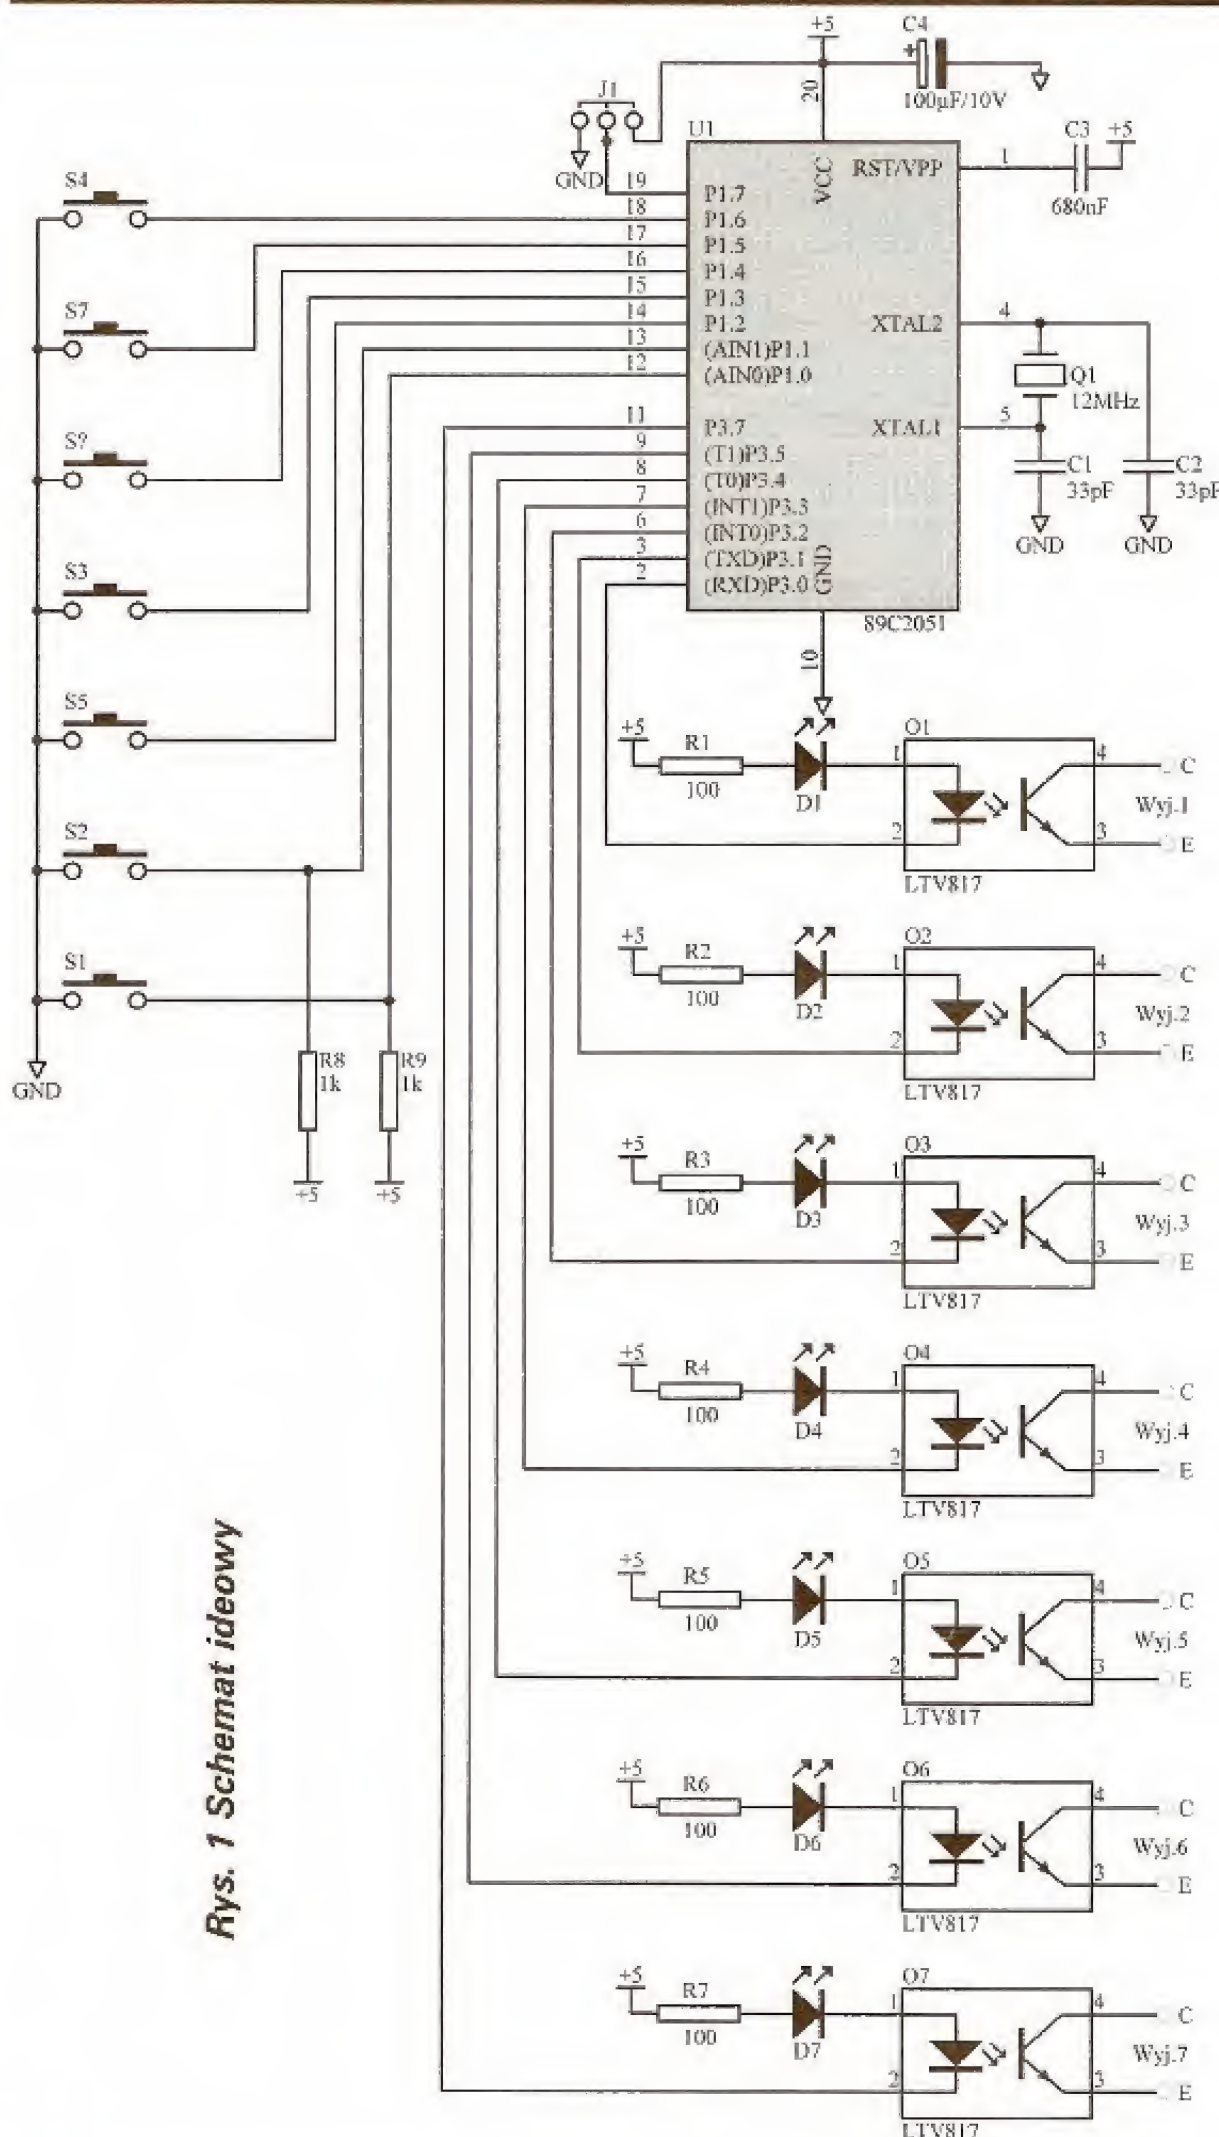 +5
C4
+
100µF/10V
20
J1
GND
U1
VCC
RST/VPP
1
C3
+5
680nF
S4
19
P1.7
18
P1.6
17
P1.5
16
P1.4
15
P1.3
14
P1.2
13
(AIN1)P1.1
12
(AIN0)P1.0
11
P3.7
9
(T1)P3.5
8
(T0)P3.4
7
(INT1)P3.3
6
(INT0)P3.2
3
(TXD)P3.1
2
(RXD)P3.0
GND
XTAL2
4
Q1
12MHz
XTAL1
5
C1
33pF
C2
33pF
GND
GND
89C2051
10
S7
S?
S3
S5
S2
S1
GND
R8
1k
R9
1k
+5
+5
+5
R1
100
D1
O1
1
2
4
3
C
Wyj.1
E
LTV817
+5
R2
100
D2
O2
1
2
4
3
C
Wyj.2
E
LTV817
+5
R3
100
D3
O3
1
2
4
3
C
Wyj.3
E
LTV817
+5
R4
100
D4
O4
1
2
4
3
C
Wyj.4
E
LTV817
+5
R5
100
D5
O5
1
2
4
3
C
Wyj.5
E
LTV817
+5
R6
100
D6
O6
1
2
4
3
C
Wyj.6
E
LTV817
+5
R7
100
D7
O7
1
2
4
3
C
Wyj.7
E
LTV817
Rys. 1 Schemat ideowy